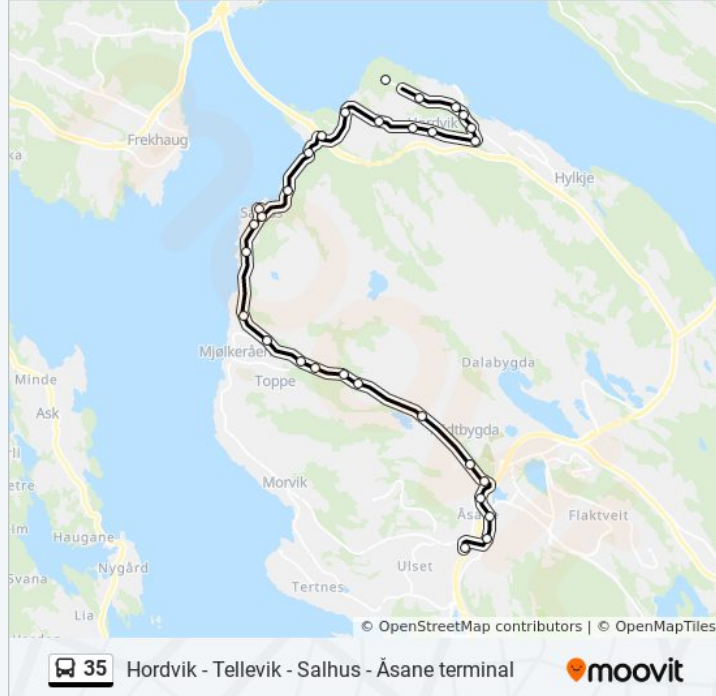 Frekhaug
Hordvik
Hylkje
Mjølkeråen
Dalabygda
Minde
Toppe
Ask
Morvik
Flaktveit
Haugane
Ulset
Nygård
Tertnes
Lia
© OpenStreetMap contributors | © OpenMapTiles
35 Hordvik - Tellevik - Salhus - Åsane terminal moovit